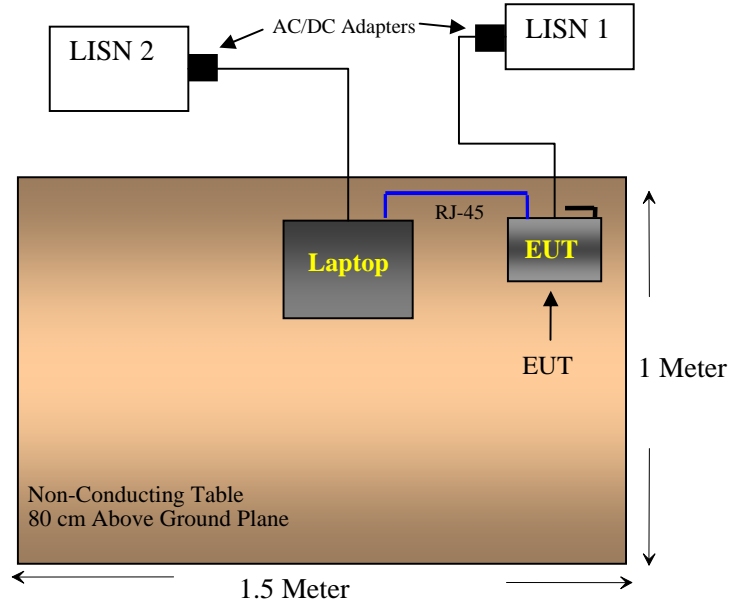 AC/DC Adapters
LISN 1
LISN 2
RJ-45
Laptop
EUT
EUT
1 Meter
Non-Conducting Table
80 cm Above Ground Plane
1.5 Meter